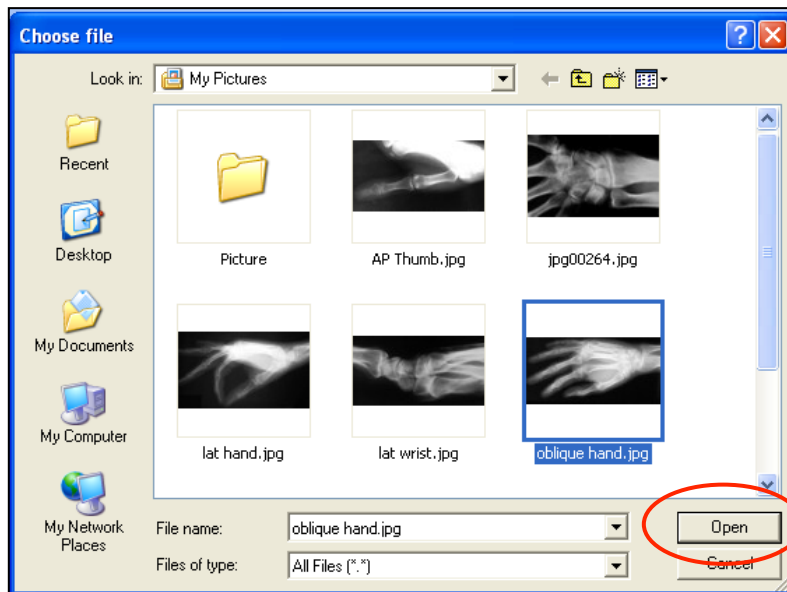 Choose file
Look in: My Pictures
Recent
Desktop
My Documents
My Computer
My Network
Places
Picture
AP Thumb.jpg
jpg00264.jpg
lat hand.jpg
lat wrist.jpg
oblique hand.jpg
File name: oblique hand.jpg
Open
Files of type: All Files (*.*)
Cancel